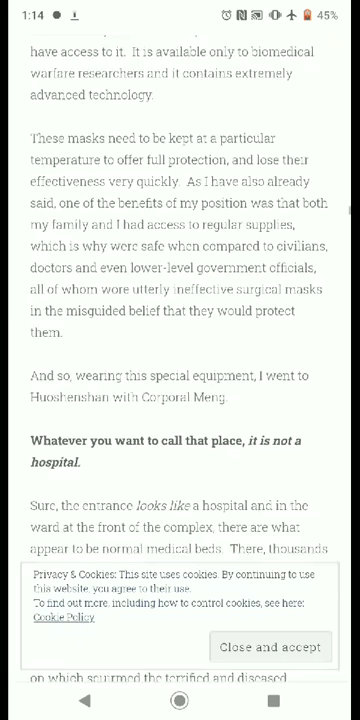 1:14
45%
have access to it. It is available only to biomedical
warfare researchers and it contains extremely
advanced technology.
These masks need to be kept at a particular
temperature to offer full protection, and lose their
effectiveness very quickly. As I have also already
said, one of the benefits of my position was that both
my family and I had access to regular supplies,
which is why were safe when compared to civilians,
doctors and even lower-level government officials,
all of whom wore utterly ineffective surgical masks
in the misguided belief that they would protect
them.
And so, wearing this special equipment, I went to
Huoshenshan with Corporal Meng.
Whatever you want to call that place, it is not a
hospital.
Sure, the entrance looks like a hospital and in the
ward at the front of the complex, there are what
appear to be normal medical beds. There, thousands
Privacy & Cookies: This site uses cookies. By continuing to use
this website, you agree to their use.
To find out more, including how to control cookies, see here:
Cookie Policy
Close and accept
on which squirmed the terrified and diseased